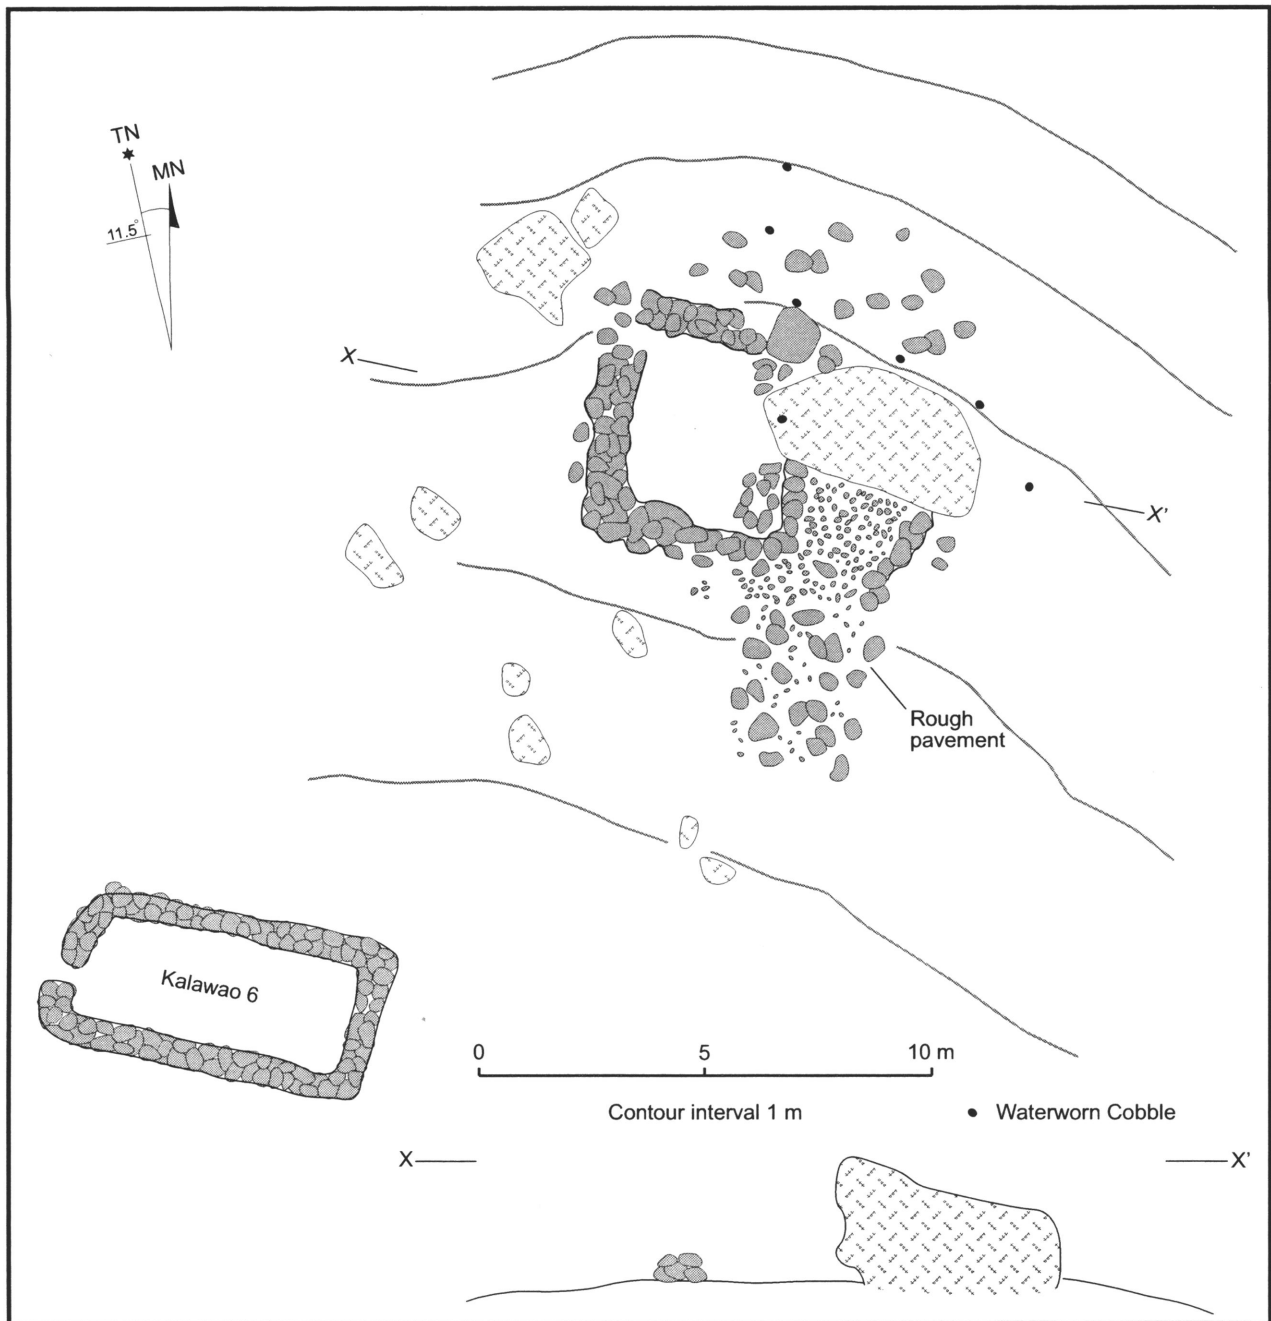 TN
MN
11.5°
X
X'
Rough
pavement
Kalawao 6
0 5 10 m
Contour interval 1 m
Waterworn Cobble
X X'